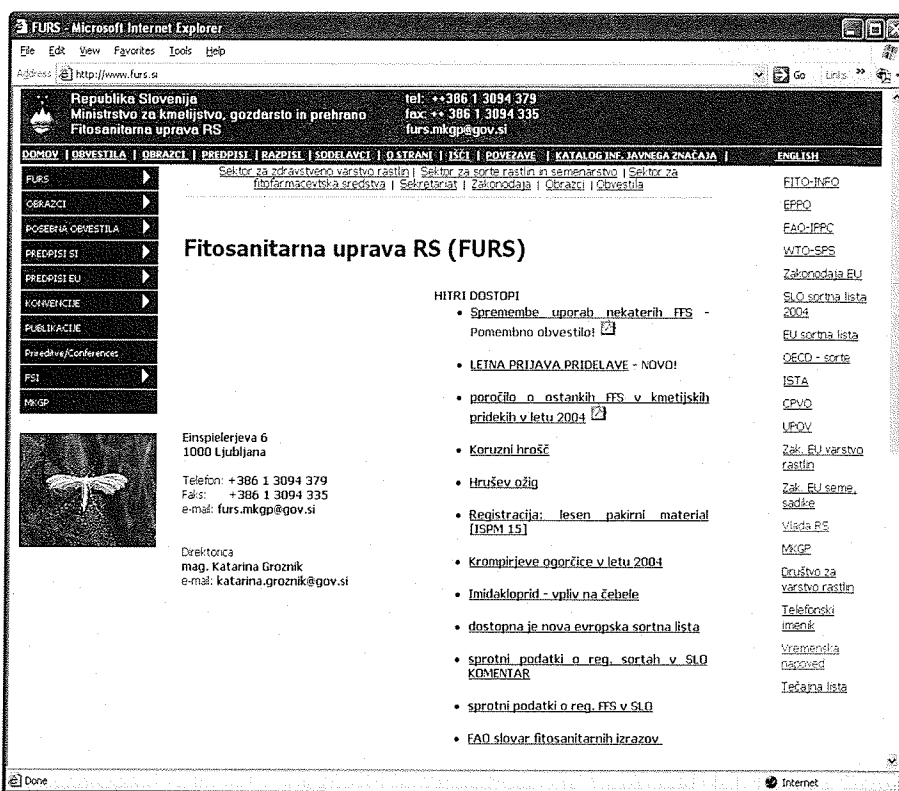 FURS - Microsoft Internet Explorer
File Edit View Favorites Tools Help
Address http://www.furs.si Go Links »
Republika Slovenija
Ministrstvo za kmelijstvo, gozdarsto in prehrano
Fitosanitarna uprava RS
tel: ++386 1 3094 379
fax: ++ 386 1 3094 335
furs.mkgp@gov.si
DOMOV | OBVESTILA | OBRAZCI | PREDPISI | RAZPISI | SODELAVCI | O STRANI | IŠČI | POVEZAVE | KATALOG INF. JAVNEGA ZNAČAJA | ENGLISH
FURS
OBRAZCI
POSEBNA OBVESTILA
PREDPISI SI
PREDPISI EU
KONVENCIJE
PUBLIKACIJE
Prireditve/Conferences
FSI
MKGP
Sektor za zdravstveno varstvo rastlin | Sektor za sorte rastlin in semenarstvo | Sektor za
fitofarmacevtska sredstva | Sekretariat | Zakonodaja | Obrazci | Obvestila
Fitosanitarna uprava RS (FURS)
Einspielerjeva 6
1000 Ljubljana
Telefon: +386 1 3094 379
Faks: +386 1 3094 335
e-mail: furs.mkgp@gov.si
Direktorica
mag. Katarina Groznik
e-mail: katarina.groznik@gov.si
HITRI DOSTOPI
• Spremembe uporab nekaterih FFS -
Pomembno obvestilo!
• LETNA PRIJAVA PRIDELAVE - NOVO!
• poročilo o ostankih FFS v kmetijskih
pridekih v letu 2004
• Koruzni hrošč
• Hrušev ožig
• Registracija: lesen pakirni material
[ISPM 15]
• Krompirjeve ogorčice v letu 2004
• Imidakloprid - vpliv na čebele
• dostopna je nova evropska sortna lista
• sprotni podatki o reg. sortah v SLO
KOMENTAR
• sprotni podatki o reg. FFS v SLO
• FAO slovar fitosanitarnih izrazov
FITO-INFO
EPPO
FAO-IPPC
WTO-SPS
Zakonodaja EU
SLO sortna lista
2004
EU sortna lista
OECD - sorte
ISTA
CPVO
UPOV
Zak. EU varstvo
rastlin
Zak. EU seme,
sadike
Vlada RS
MKGP
Društvo za
varstvo rastlin
Telefonski
imenik
Vremenska
napoved
Tečajna lista
Done
Internet